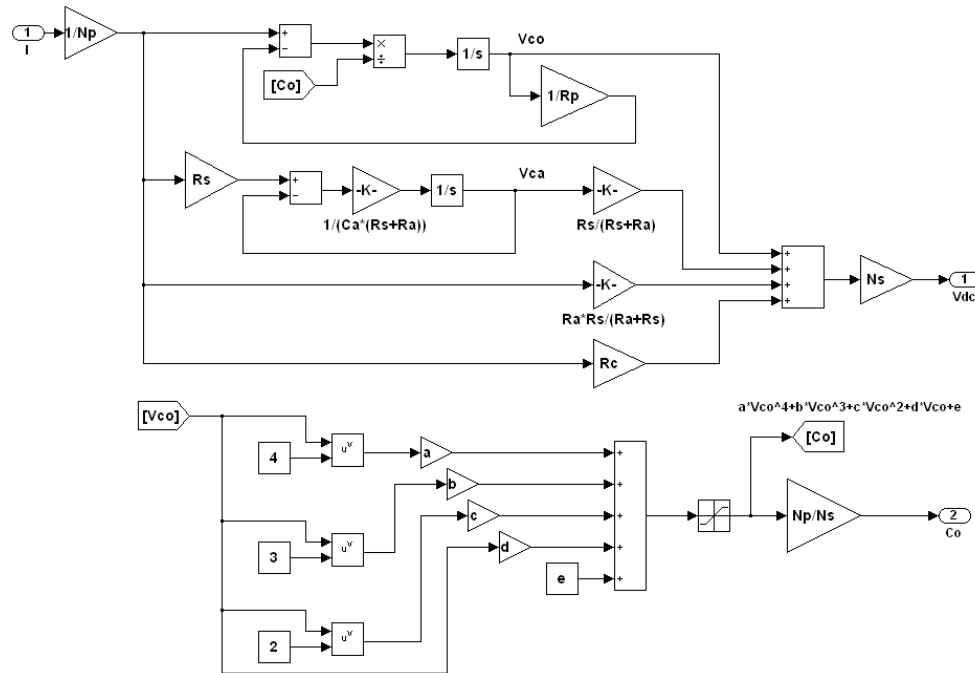 1
I
1/Np
+
−
×
÷
[Co]
1/s
Vco
1/Rp
Rs
+
−
-K-
1/(Ca*(Rs+Ra))
1/s
Vca
-K-
Rs/(Rs+Ra)
-K-
Ra*Rs/(Ra+Rs)
Rc
+
+
+
+
Ns
1
Vdc
[Vco]
4
u^v
a
3
u^v
b
2
u^v
c
d
e
+
+
+
+
+
a*Vco^4+b*Vco^3+c*Vco^2+d*Vco+e
[Co]
Np/Ns
2
Co